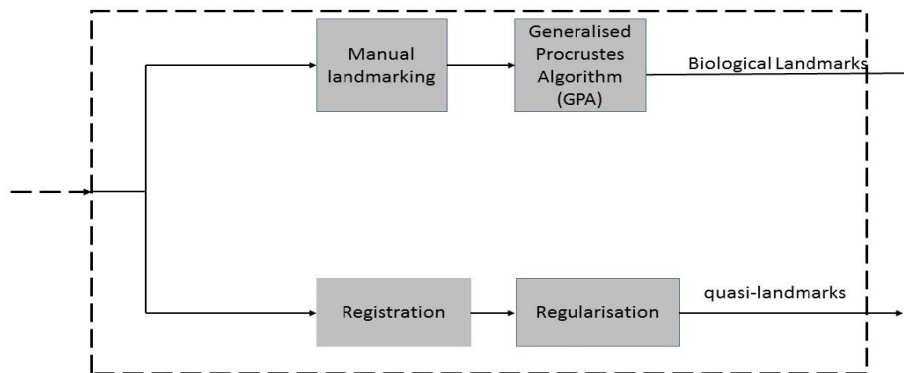 Manual
landmarking
Generalised
Procrustes
Algorithm
(GPA)
Biological Landmarks
Registration
Regularisation
quasi-landmarks